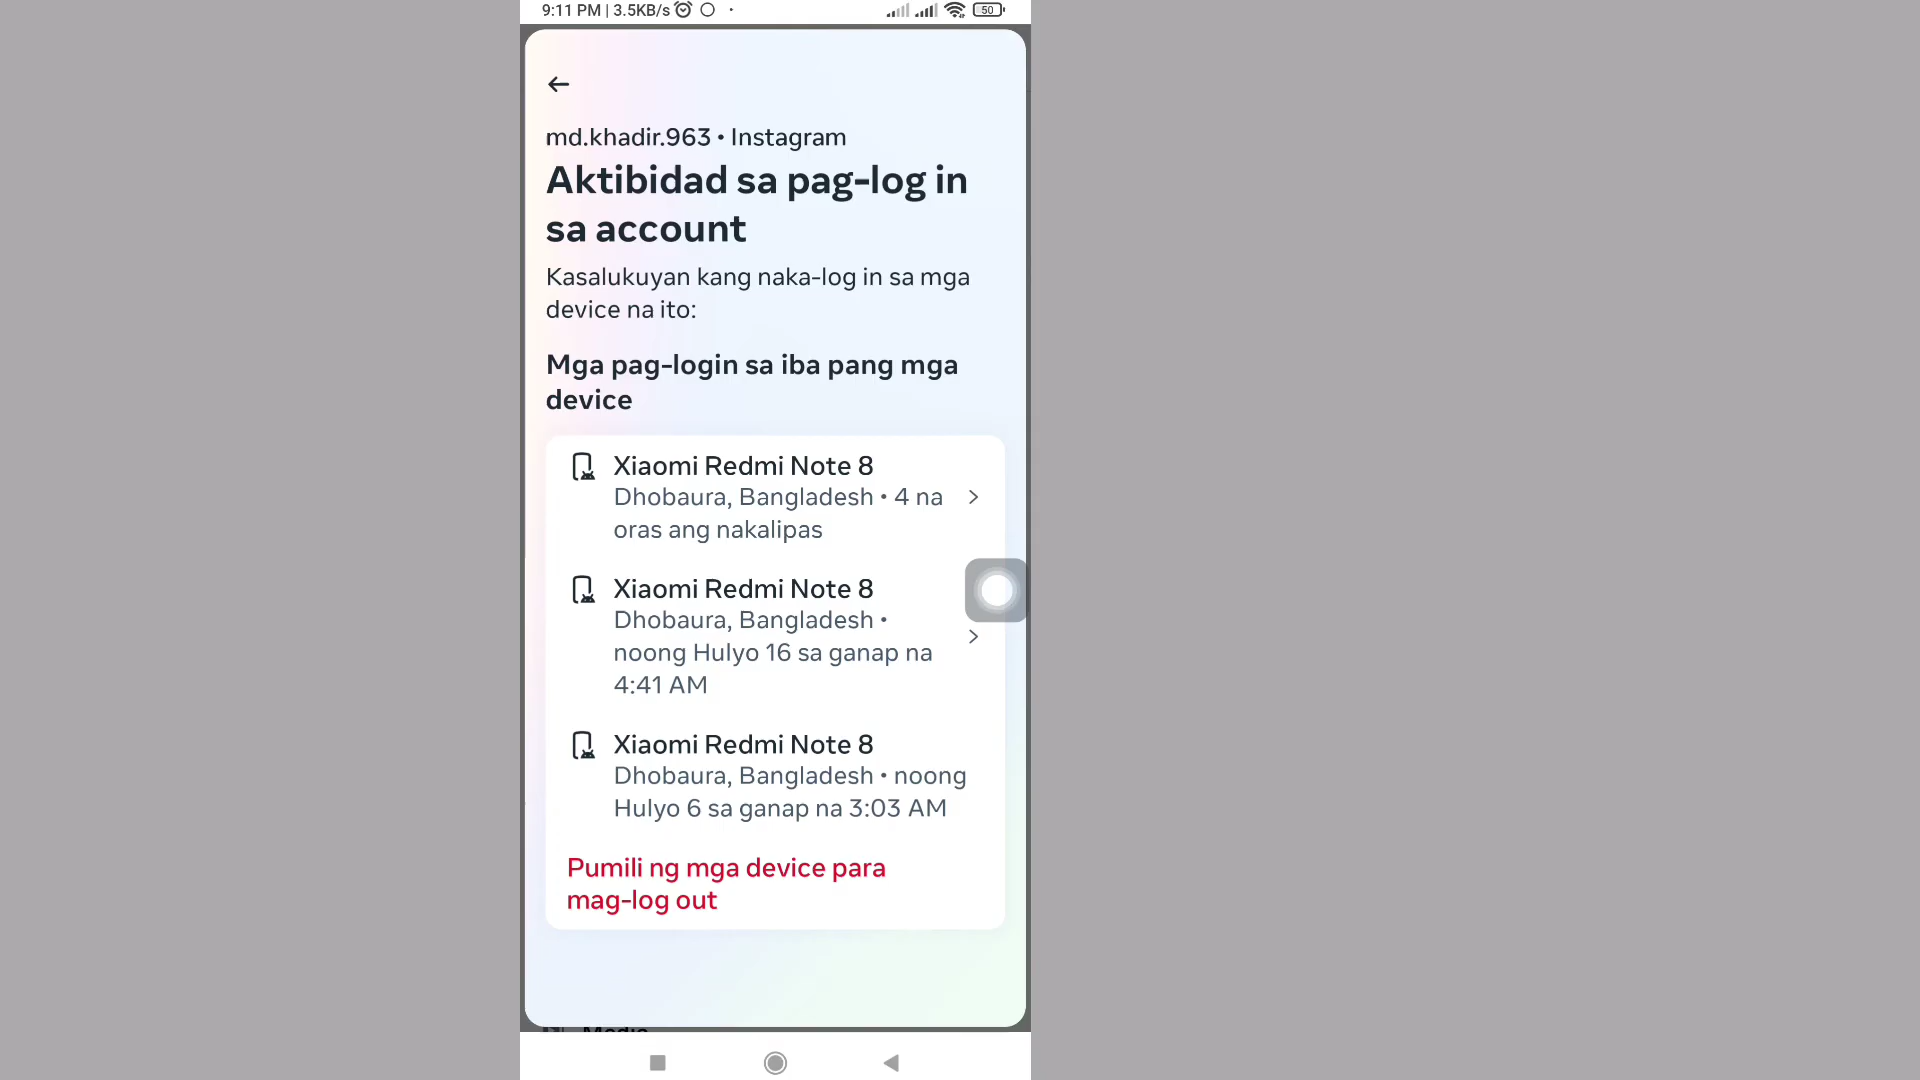 9:11 PM | 3.5KB/s
50
md.khadir.963 • Instagram
Aktibidad sa pag-log in
sa account
Kasalukuyan kang naka-log in sa mga
device na ito:
Mga pag-login sa iba pang mga
device
Xiaomi Redmi Note 8
Dhobaura, Bangladesh • 4 na
oras ang nakalipas
Xiaomi Redmi Note 8
Dhobaura, Bangladesh •
noong Hulyo 16 sa ganap na
4:41 AM
Xiaomi Redmi Note 8
Dhobaura, Bangladesh • noong
Hulyo 6 sa ganap na 3:03 AM
Pumili ng mga device para
mag-log out